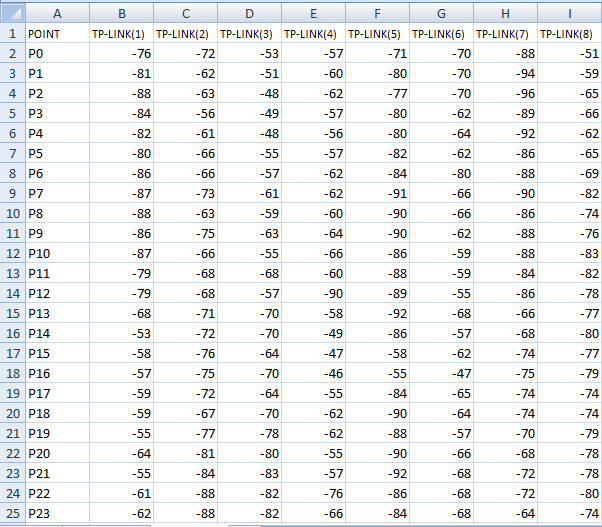 A B C D E F G H I
1 POINT TP-LINK(1) TP-LINK(2) TP-LINK(3) TP-LINK(4) TP-LINK(5) TP-LINK(6) TP-LINK(7) TP-LINK(8)
2 P0 -76 -72 -53 -57 -71 -70 -88 -51
3 P1 -81 -62 -51 -60 -80 -70 -94 -59
4 P2 -88 -63 -48 -62 -77 -70 -96 -65
5 P3 -84 -56 -49 -57 -80 -62 -89 -66
6 P4 -82 -61 -48 -56 -80 -64 -92 -62
7 P5 -80 -66 -55 -57 -82 -62 -86 -65
8 P6 -86 -66 -57 -62 -84 -80 -88 -69
9 P7 -87 -73 -61 -62 -91 -66 -90 -82
10 P8 -88 -63 -59 -60 -90 -66 -86 -74
11 P9 -86 -75 -63 -64 -90 -62 -88 -76
12 P10 -87 -66 -55 -66 -86 -59 -88 -83
13 P11 -79 -68 -68 -60 -88 -59 -84 -82
14 P12 -79 -68 -57 -90 -89 -55 -86 -78
15 P13 -68 -71 -70 -58 -92 -68 -66 -77
16 P14 -53 -72 -70 -49 -86 -57 -68 -80
17 P15 -58 -76 -64 -47 -58 -62 -74 -77
18 P16 -57 -75 -70 -46 -55 -47 -75 -79
19 P17 -59 -72 -64 -55 -84 -65 -74 -74
20 P18 -59 -67 -70 -62 -90 -64 -74 -74
21 P19 -55 -77 -78 -62 -88 -57 -70 -79
22 P20 -64 -81 -80 -55 -90 -66 -68 -78
23 P21 -55 -84 -83 -57 -92 -68 -72 -78
24 P22 -61 -88 -82 -76 -86 -68 -72 -80
25 P23 -62 -88 -82 -66 -84 -68 -64 -74